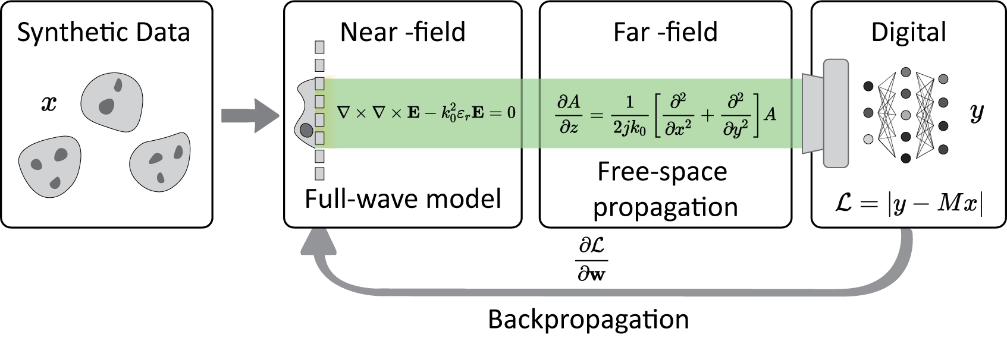 Synthetic Data
x
Near -field
∇ × ∇ × E − k₀²εᵣE = 0
Full-wave model
Far -field
∂A/∂z = 1/(2jk₀) [∂²/∂x² + ∂²/∂y²] A
Free-space
propagation
Digital
y
ℒ = |y − Mx|
∂ℒ/∂w
Backpropagation